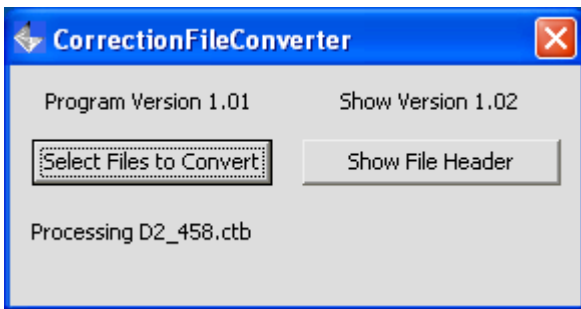 CorrectionFileConverter
Program Version 1.01 Show Version 1.02
Select Files to Convert Show File Header
Processing D2_458.ctb